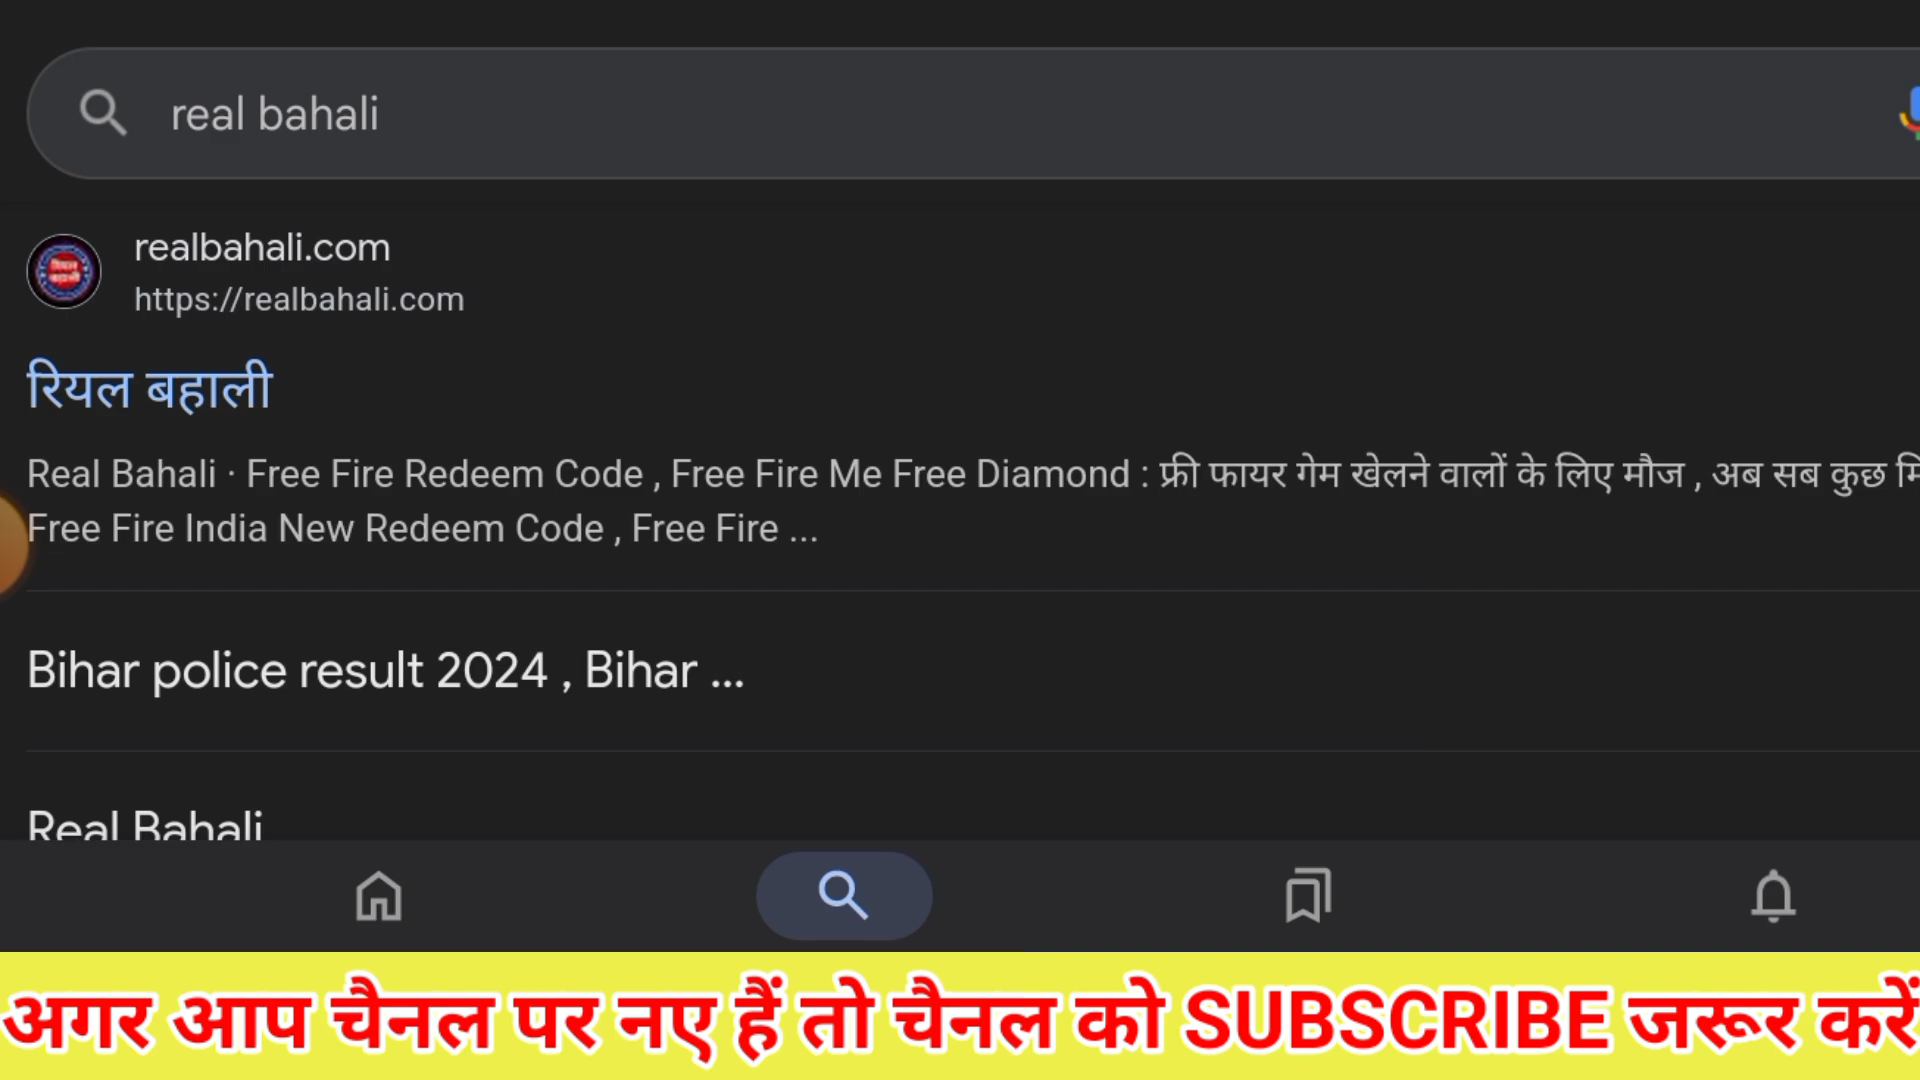 real bahali
realbahali.com
https://realbahali.com
रियल बहाली
Real Bahali · Free Fire Redeem Code , Free Fire Me Free Diamond : फ्री फायर गेम खेलने वालों के लिए मौज , अब सब कुछ
Free Fire India New Redeem Code , Free Fire ...
Bihar police result 2024 , Bihar ...
Real Bahali
अगर आप चैनल पर नए हैं तो चैनल को SUBSCRIBE जरूर करें